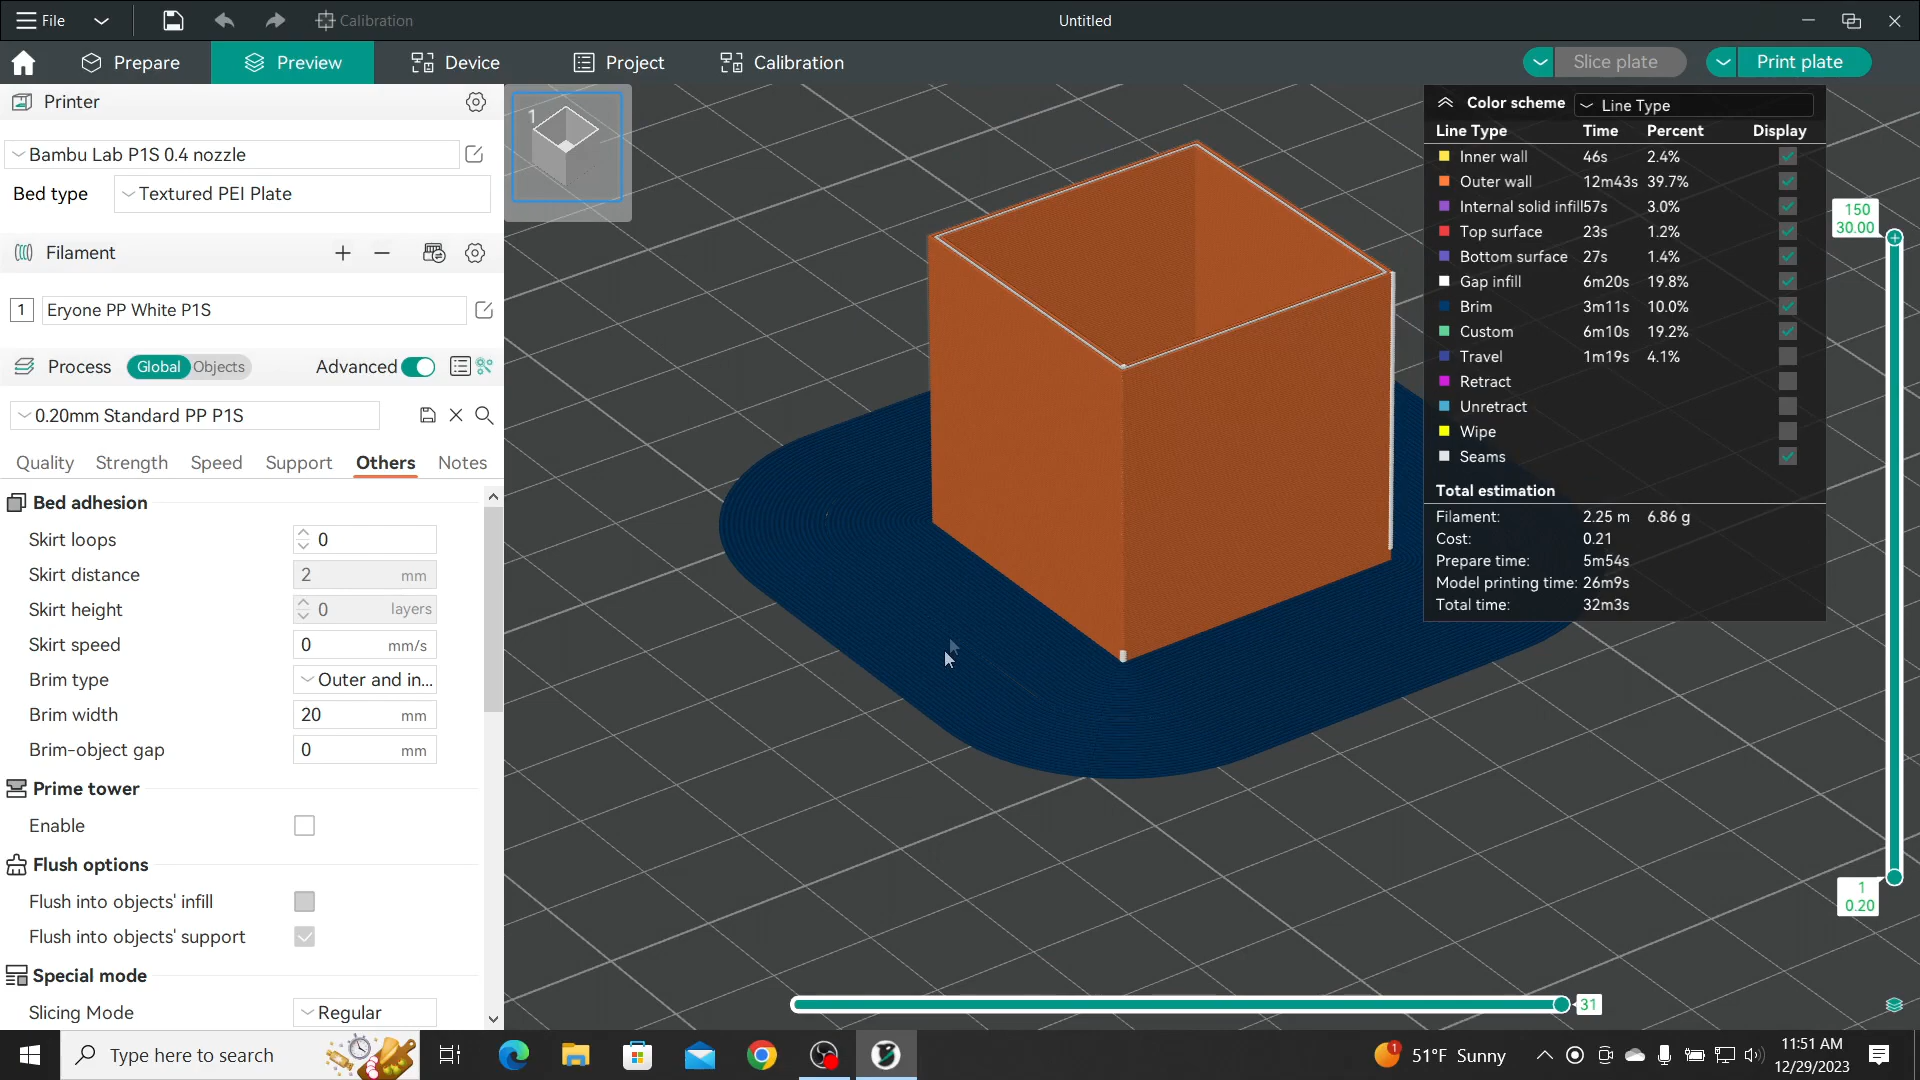 File
Calibration
Untitled
Prepare
Preview
Device
Project
Calibration
Slice plate
Print plate
Printer
Bambu Lab P1S 0.4 nozzle
Bed type
Textured PEI Plate
Filament
1
Eryone PP White P1S
Process
Global
Objects
Advanced
0.20mm Standard PP P1S
Quality
Strength
Speed
Support
Others
Notes
Bed adhesion
Skirt loops
0
Skirt distance
2 mm
Skirt height
0 layers
Skirt speed
0 mm/s
Brim type
Outer and in...
Brim width
20 mm
Brim-object gap
0 mm
Prime tower
Enable
Flush options
Flush into objects' infill
Flush into objects' support
Special mode
Slicing Mode
Regular
1
Color scheme
Line Type
Line Type Time Percent Display
Inner wall 46s 2.4%
Outer wall 12m43s 39.7%
Internal solid infill 57s 3.0%
Top surface 23s 1.2%
Bottom surface 27s 1.4%
Gap infill 6m20s 19.8%
Brim 3m11s 10.0%
Custom 6m10s 19.2%
Travel 1m19s 4.1%
Retract
Unretract
Wipe
Seams
Total estimation
Filament: 2.25 m 6.86 g
Cost: 0.21
Prepare time: 5m54s
Model printing time: 26m9s
Total time: 32m3s
150
30.00
1
0.20
31
Type here to search
1
51°F Sunny
11:51 AM
12/29/2023